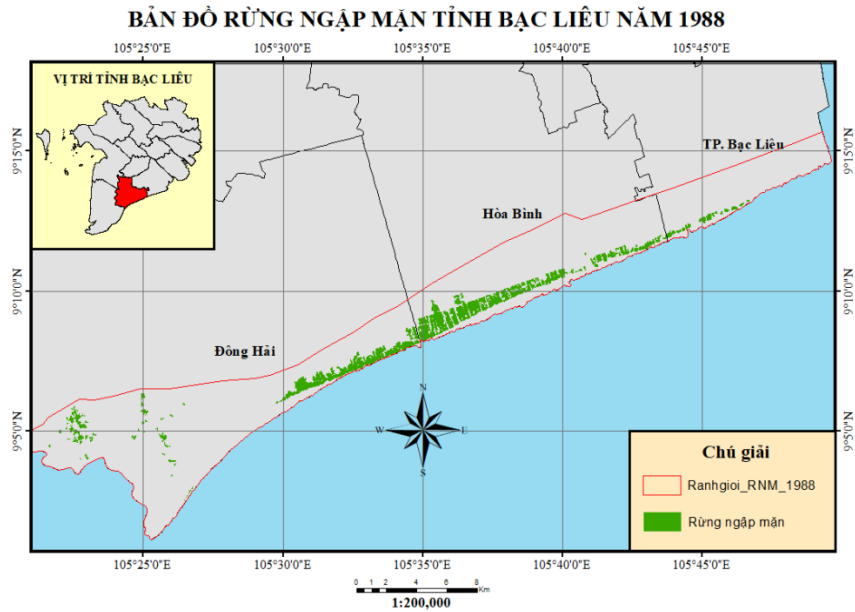 BẢN ĐỒ RỪNG NGẬP MẶN TỈNH BẠC LIÊU NĂM 1988
105°25'0"E 105°30'0"E 105°35'0"E 105°40'0"E 105°45'0"E
VỊ TRÍ TỈNH BẠC LIÊU
TP. Bạc Liêu
9°15'0"N 9°15'0"N
Hòa Bình
9°10'0"N 9°10'0"N
Đông Hải
N
W E
S
9°5'0"N 9°5'0"N
Chú giải
Ranhgioi_RNM_1988
Rừng ngập mặn
105°25'0"E 105°30'0"E 105°35'0"E 105°40'0"E 105°45'0"E
0 1 2 4 6 8
Km
1:200,000